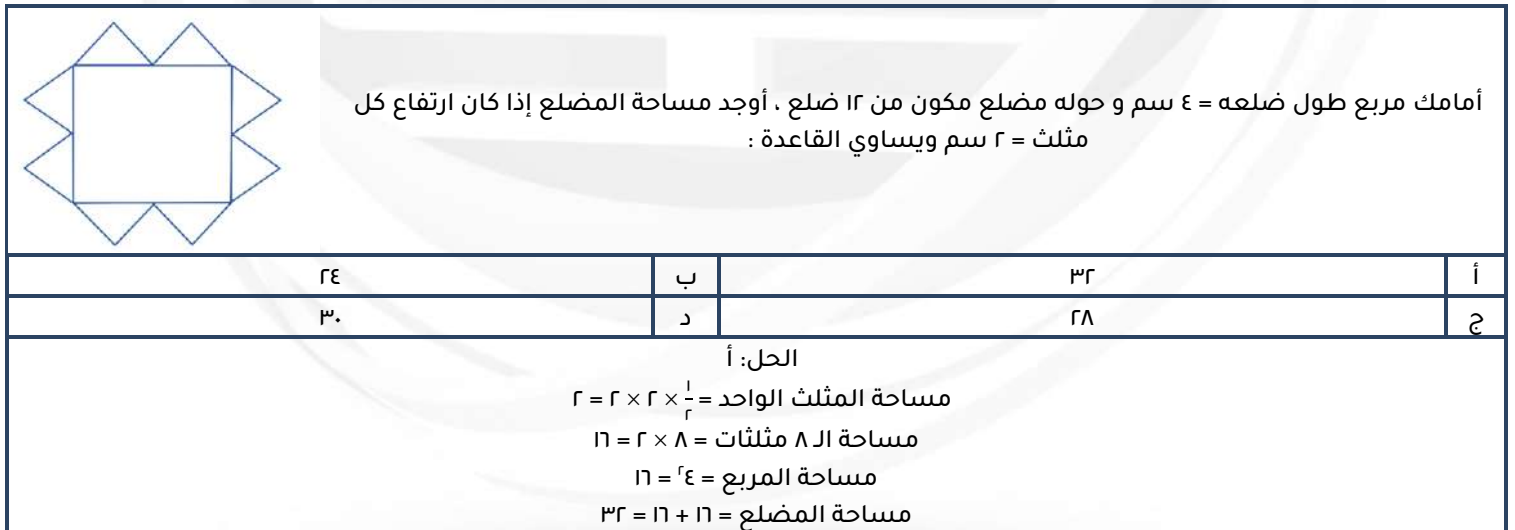 أمامك مربع طول ضلعه = ٤ سم و حوله مضلع مكون من ١٢ ضلع ، أوجد مساحة المضلع إذا كان ارتفاع كل
مثلث = ٢ سم ويساوي القاعدة :
أ ٣٢ ب ٢٤
ج ٢٨ د ٣٠
الحل: أ
مساحة المثلث الواحد = ١/٢ × ٢ × ٢ = ٢
مساحة الـ ٨ مثلثات = ٨ × ٢ = ١٦
مساحة المربع = ٤² = ١٦
مساحة المضلع = ١٦ + ١٦ = ٣٢